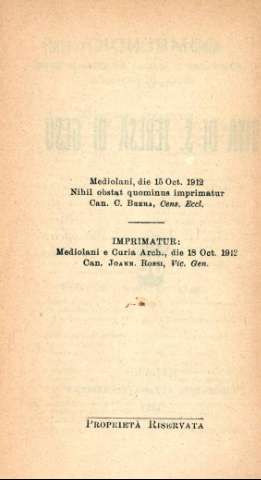 Mediolani, die 15 Oct. 1912
Nihil obstat quominus imprimatur
Can. C. Beera, Cens. Eccl.
IMPRIMATUR:
Mediolani e Curia Arch., die 18 Oct. 1912
Can. Joann. Rossi, Vic. Gen.
Proprietà Riservata